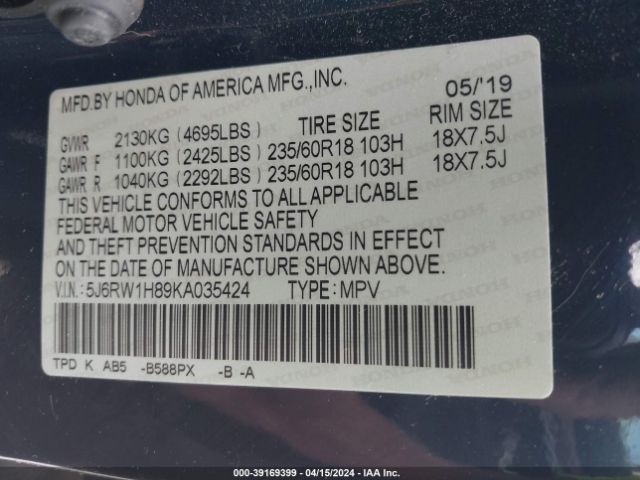 MFD.BY HONDA OF AMERICA MFG.,INC. 05/'19
GVWR 2130KG (4695LBS) TIRE SIZE RIM SIZE
GAWR F 1100KG (2425LBS) 235/60R18 103H 18X7.5J
GAWR R 1040KG (2292LBS) 235/60R18 103H 18X7.5J
THIS VEHICLE CONFORMS TO ALL APPLICABLE
FEDERAL MOTOR VEHICLE SAFETY
AND THEFT PREVENTION STANDARDS IN EFFECT
ON THE DATE OF MANUFACTURE SHOWN ABOVE.
V.I.N.: 5J6RW1H89KA035424 TYPE: MPV
TPD K AB5 -B588PX -B -A
000-39169399 - 04/15/2024 - IAAI.COM